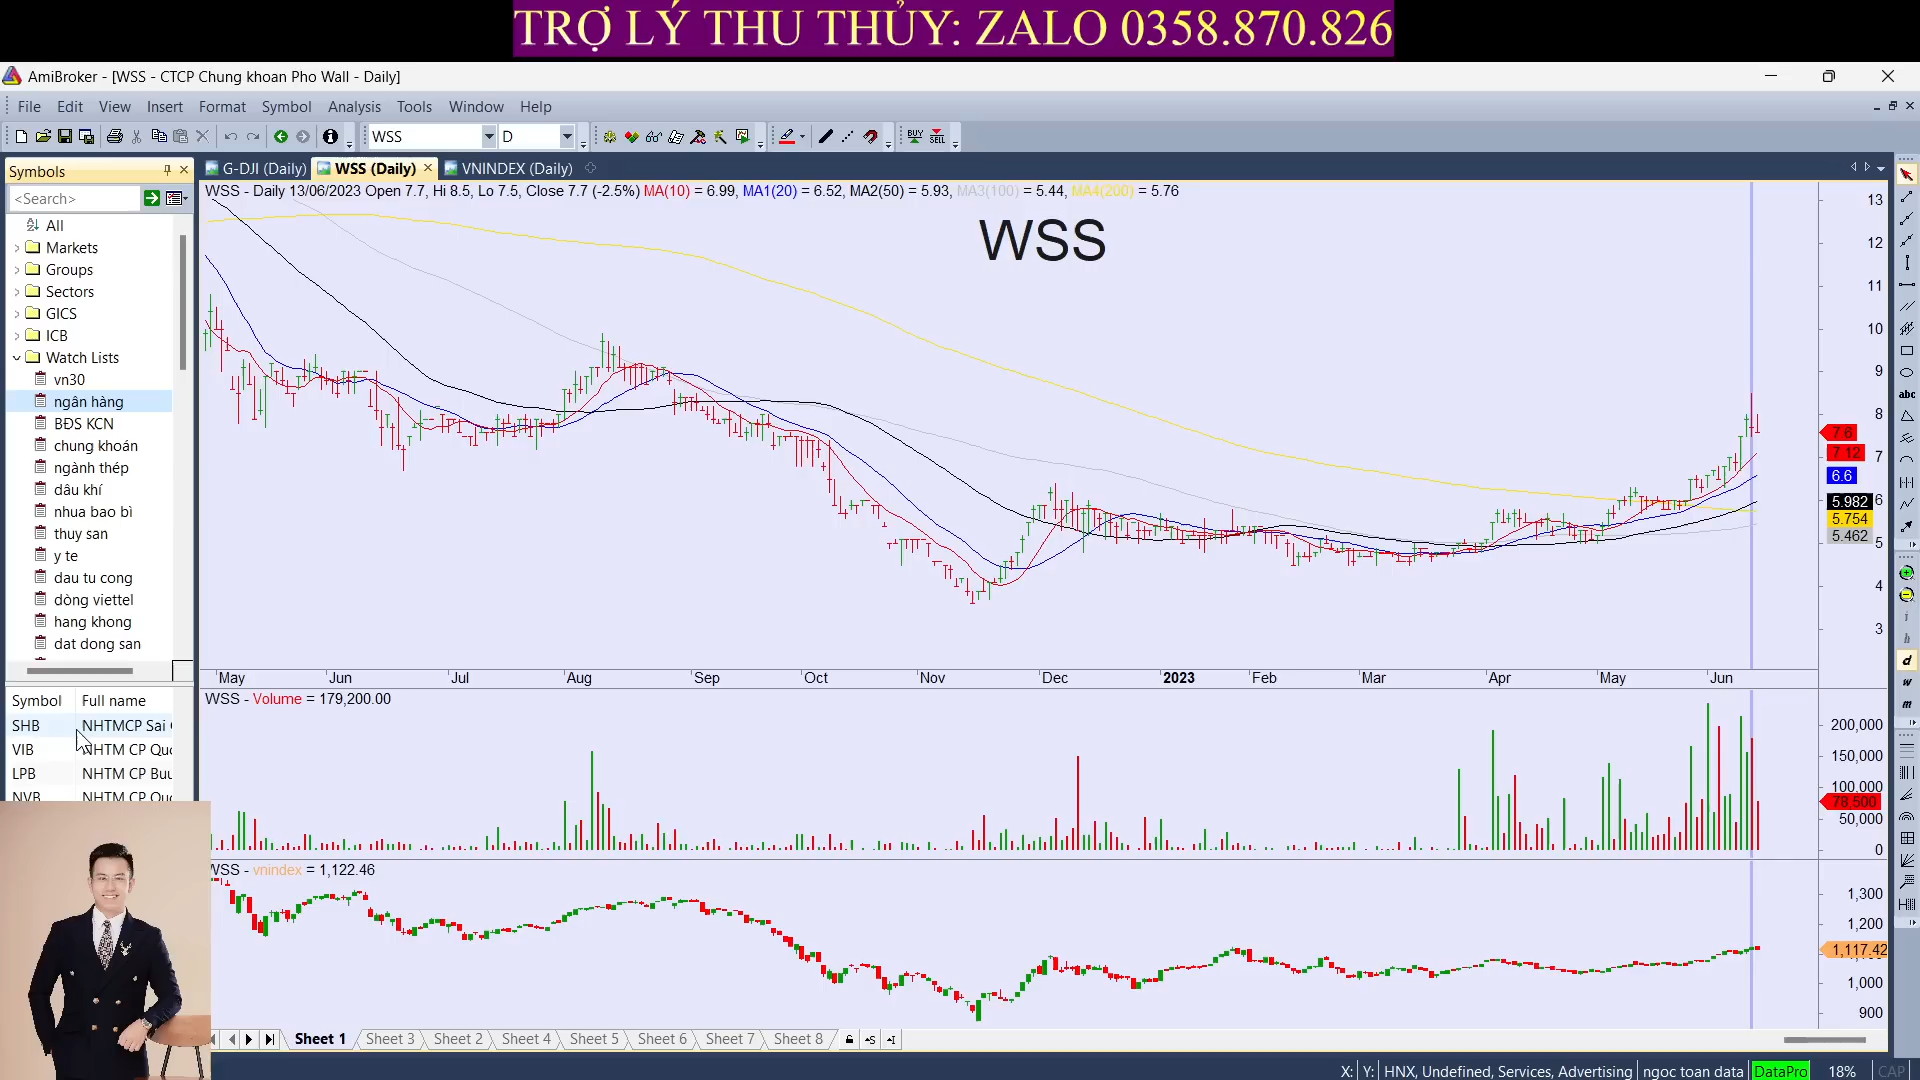 TRỢ LÝ THU THỦY: ZALO 0358.870.826
AmiBroker - [WSS - CTCP Chung khoan Pho Wall - Daily]
File Edit View Insert Format Symbol Analysis Tools Window Help
WSS D BUY SELL
Symbols
G-DJI (Daily) WSS (Daily) VNINDEX (Daily)
<Search>
WSS - Daily 13/06/2023 Open 7.7, Hi 8.5, Lo 7.5, Close 7.7 (-2.5%) MA(10) = 6.99, MA1(20) = 6.52, MA2(50) = 5.93, MA3(100) = 5.44, MA4(200) = 5.76
WSS
All
Markets
Groups
Sectors
GICS
ICB
Watch Lists
vn30
ngân hàng
BĐS KCN
chung khoán
ngành thép
dâu khí
nhua bao bì
thuy san
y te
dau tu cong
dòng viettel
hang khong
dat dong san
13
12
11
10
9
8
7.6
7.12
7
6.6
5.982
6
5.754
5.462
5
4
3
May Jun Jul Aug Sep Oct Nov Dec 2023 Feb Mar Apr May Jun
Symbol Full name
SHB NHTMCP Sai
VIB NHTM CP Quo
LPB NHTM CP Buu
NVB NHTM CP Quo
WSS - Volume = 179,200.00
200,000
150,000
100,000
78,500
50,000
0
WSS - vnindex = 1,122.46
1,300
1,200
1,117.42
1,000
900
Sheet 1 Sheet 3 Sheet 2 Sheet 4 Sheet 5 Sheet 6 Sheet 7 Sheet 8
X: Y: HNX, Undefined, Services, Advertising ngoc toan data DataPro 18% CAP
abc
d
w
m